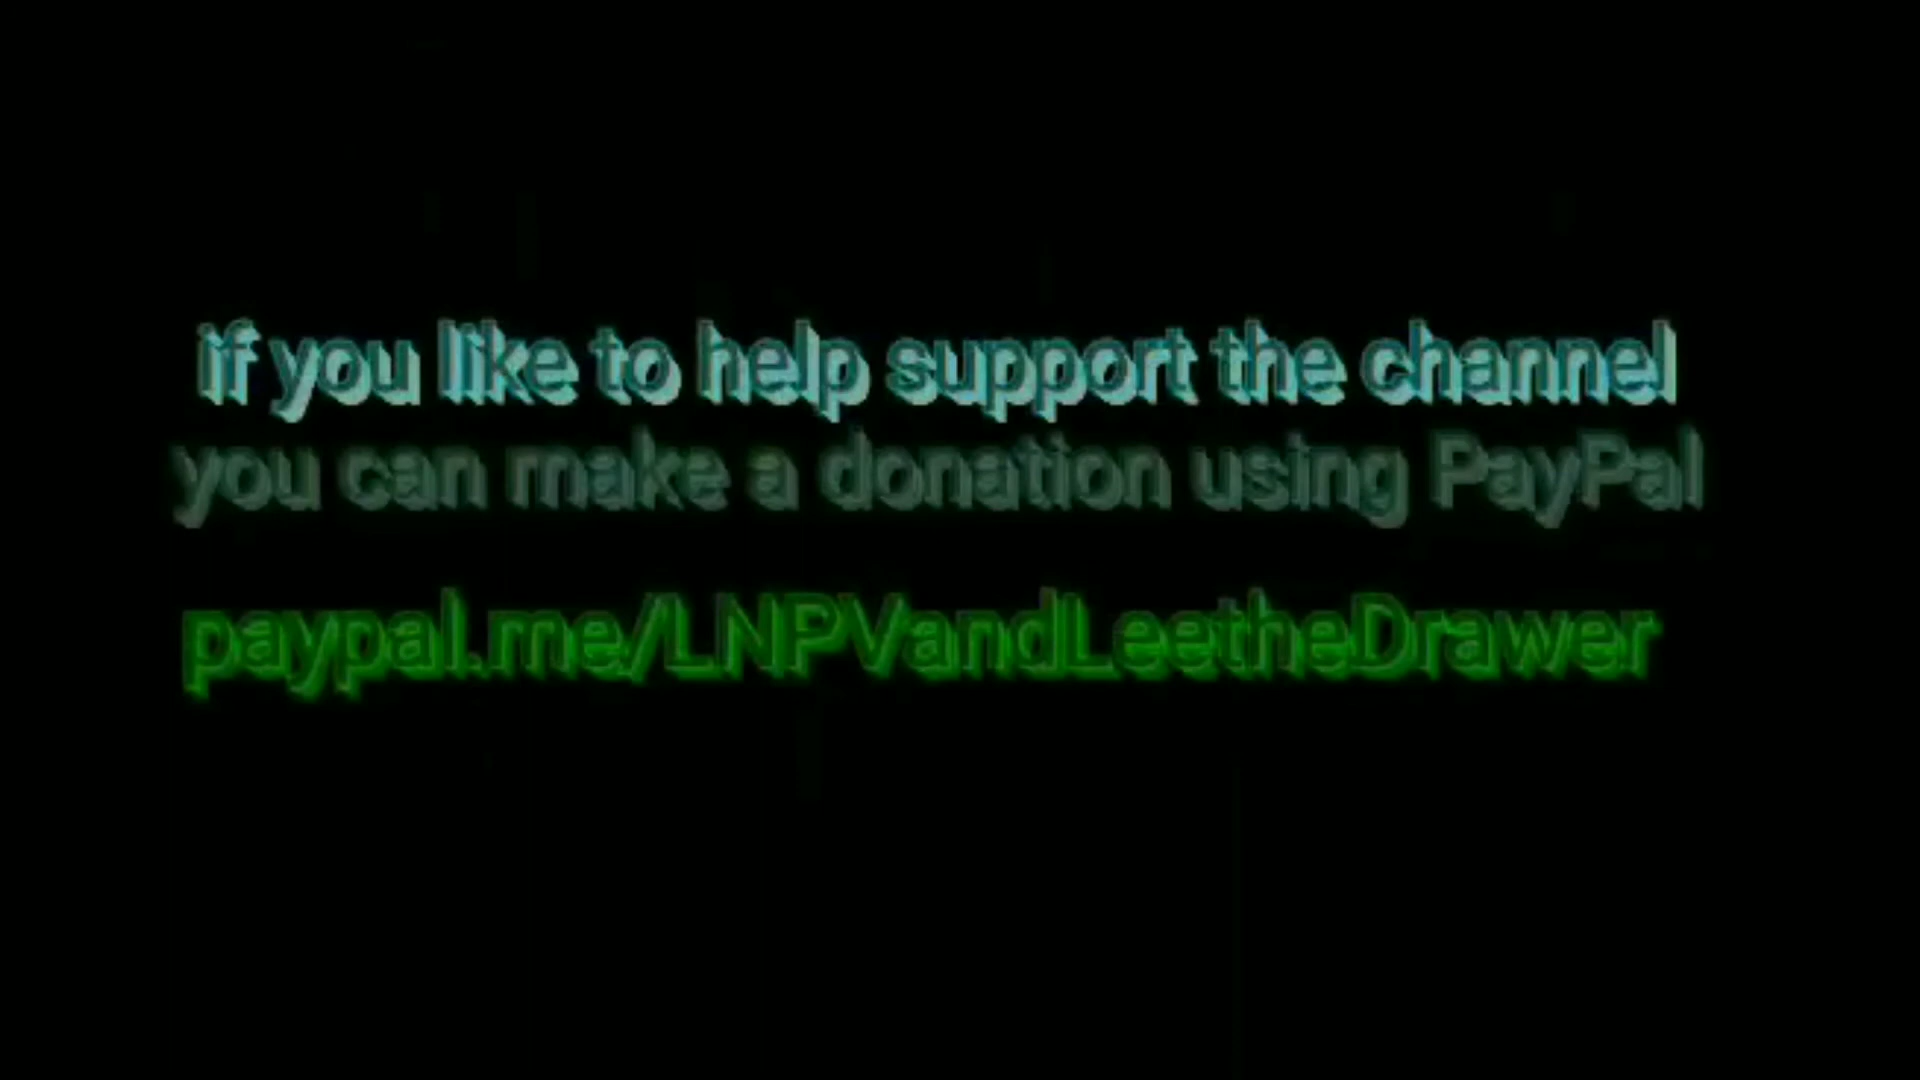 if you like to help support the channel
you can make a donation using PayPal
paypal.me/LNPVandLeetheDrawer